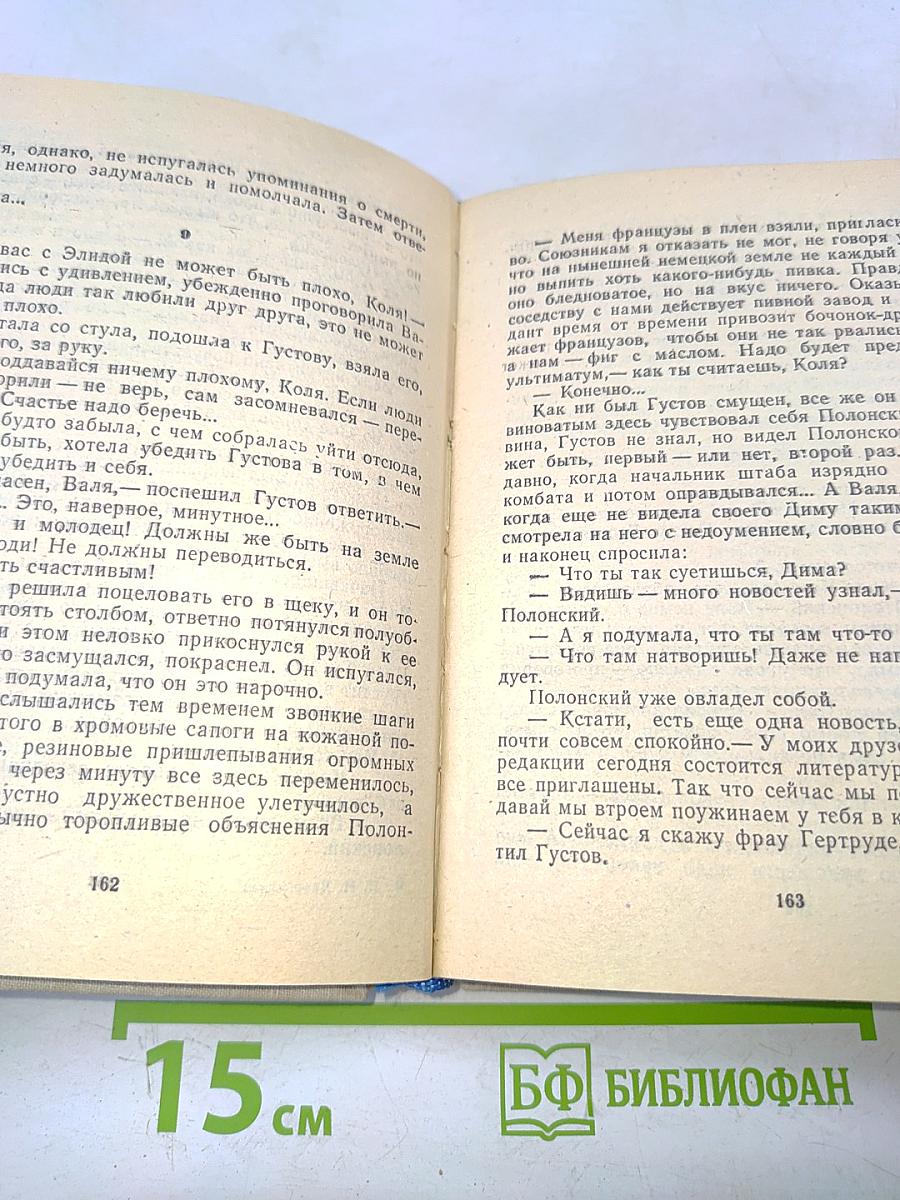 я, однако, не испугалась упоминания о смерти,
немного задумалась и помолчала. Затем отве-
а...
9
вас с Элидой не может быть плохо, Коля! —
лись с удивлением, убежденно проговорила Ва-
да люди так любили друг друга, это не может
плохо.
тала со стула, подошла к Густову, взяла его,
го, за руку.
оддавайся ничему плохому, Коля. Если люди
орили — не верь, сам засомневался — пере-
Счастье надо беречь...
будто забыла, с чем собралась уйти отсюда,
быть, хотела убедить Густова в том, в чем
убедить и себя.
асен, Валя,— поспешил Густов ответить.—
.. Это, наверное, минутное...
и молодец! Должны же быть на земле
юди! Не должны переводиться.
ть счастливым!
решила поцеловать его в щеку, и он то-
тоять столбом, ответно потянулся полуоб-
и этом неловко прикоснулся рукой к ее
ю засмущался, покраснел. Он испугался,
подумала, что он это нарочно.
слышались тем временем звонкие шаги
того в хромовые сапоги на кожаной по-
е, резиновые пришлепывания огромных
через минуту все здесь переменилось,
устно дружественное улетучилось, а
ычно торопливые объяснения Полон-
162
— Меня французы в плен взяли, пригласи
во. Союзникам я отказать не мог, не говоря у
что на нынешней немецкой земле не каждый
но выпить хоть какого-нибудь пивка. Правд
оно бледноватое, но на вкус ничего. Оказы
соседству с нами действует пивной завод и
дант время от времени привозит бочонок-др
жает французов, чтобы они не так рвались
а нам — фиг с маслом. Надо будет пред
ультиматум,— как ты считаешь, Коля?
— Конечно...
Как ни был Густов смущен, все же он
виноватым здесь чувствовал себя Полонск
вина, Густов не знал, но видел Полонског
жет быть, первый — или нет, второй раз.
давно, когда начальник штаба изрядно
комбата и потом оправдывался... А Валя
когда еще не видела своего Диму таким
смотрела на него с недоумением, словно б
и наконец спросила:
— Что ты так суетишься, Дима?
— Видишь — много новостей узнал,—
Полонский.
— А я подумала, что ты там что-то
— Что там натворишь! Даже не нап
дует.
Полонский уже овладел собой.
— Кстати, есть еще одна новость,
почти совсем спокойно.— У моих друзе
редакции сегодня состоится литератур
все приглашены. Так что сейчас мы п
давай мы втроем поужинаем у тебя в к
— Сейчас я скажу фрау Гертруде,
тил Густов.
163
15 см
БФ БИБЛИОФАН